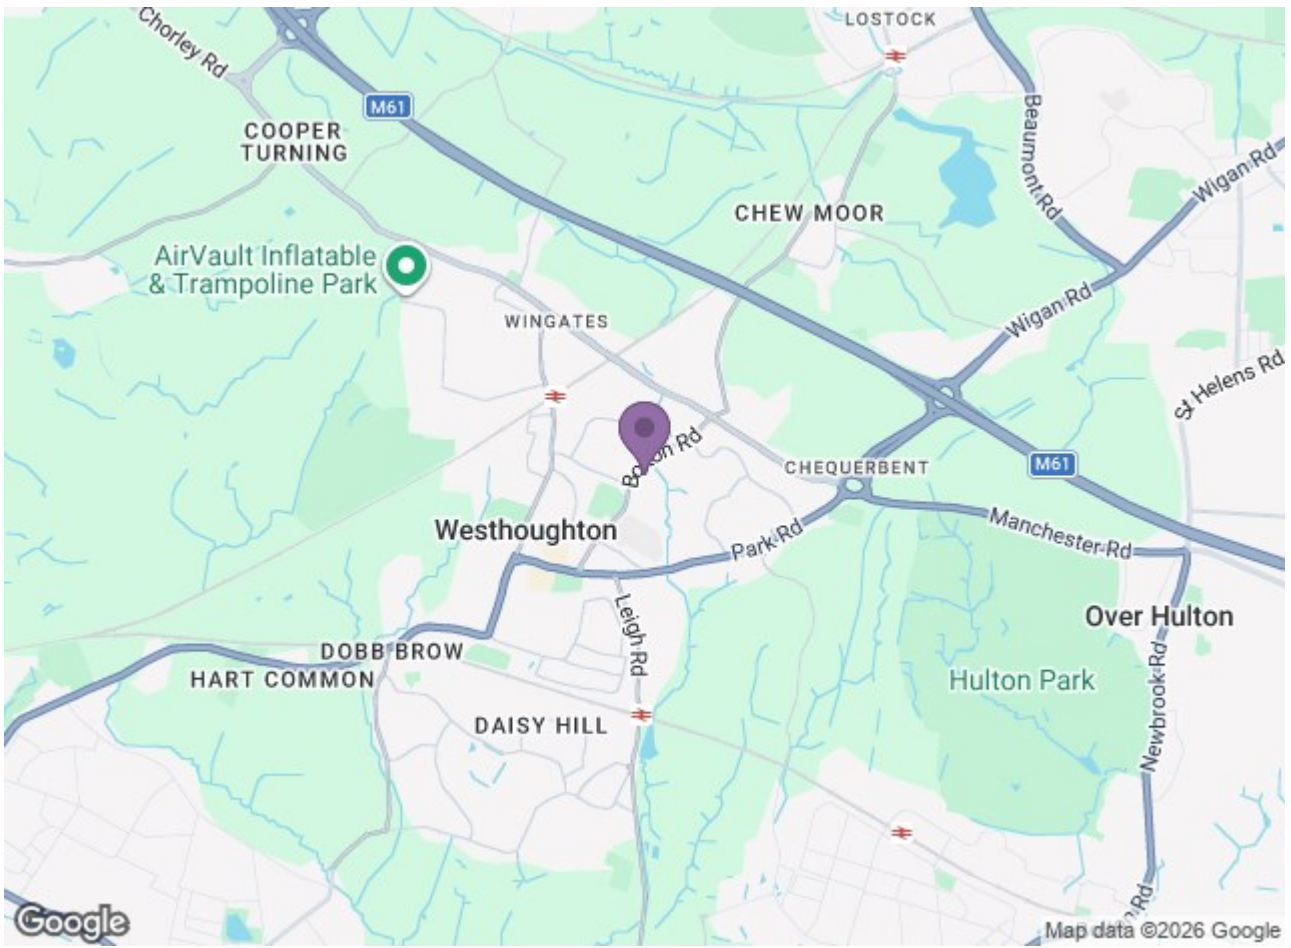 LOSTOCK
Chorley Rd
M61
Beaumont Rd
COOPER
TURNING
Wigan Rd
CHEW MOOR
AirVault Inflatable
& Trampoline Park
Wigan Rd
WINGATES
St Helens Rd
Bolton Rd
CHEQUERBENT
M61
Westhoughton
Park Rd
Manchester Rd
Leigh Rd
Over Hulton
DOBB BROW
HART COMMON
Hulton Park
Newbrook Rd
DAISY HILL
Google
Map data ©2026 Google